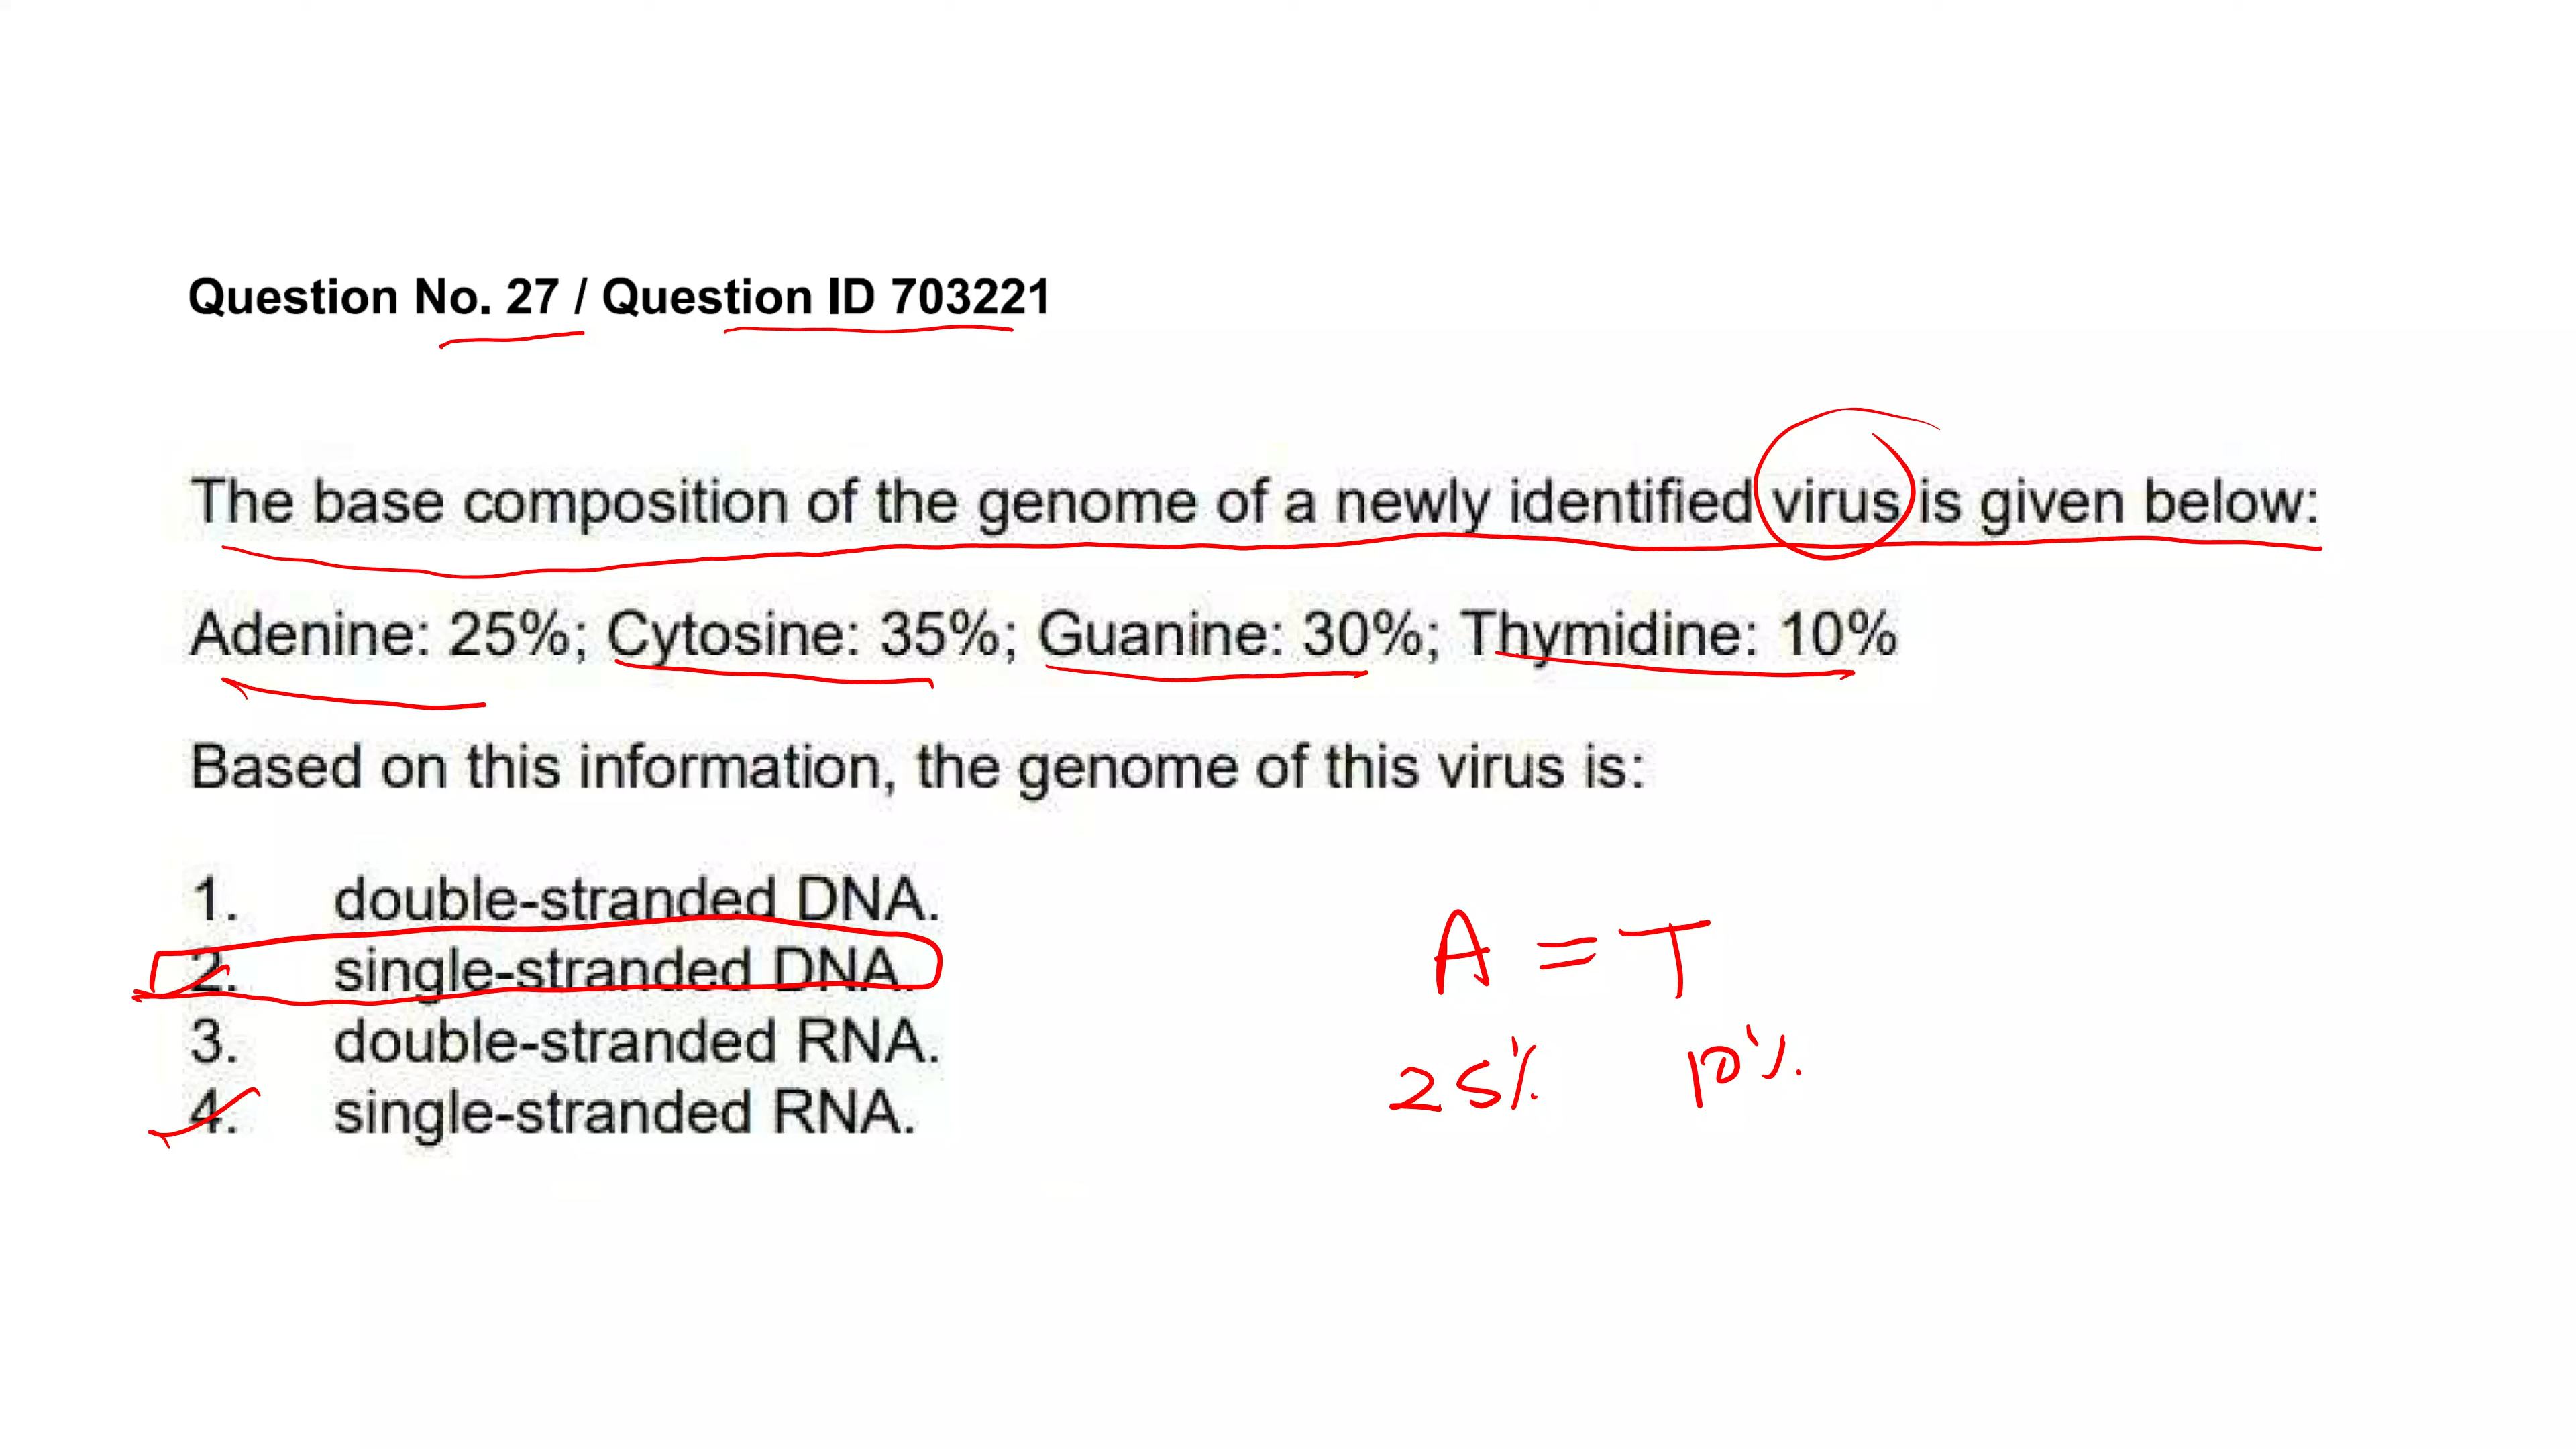 Question No. 27 / Question ID 703221
The base composition of the genome of a newly identified virus is given below:
Adenine: 25%; Cytosine: 35%; Guanine: 30%; Thymidine: 10%
Based on this information, the genome of this virus is:
1. double-stranded DNA.
2. single-stranded DNA.
3. double-stranded RNA.
4. single-stranded RNA.
A = T
25% 10%